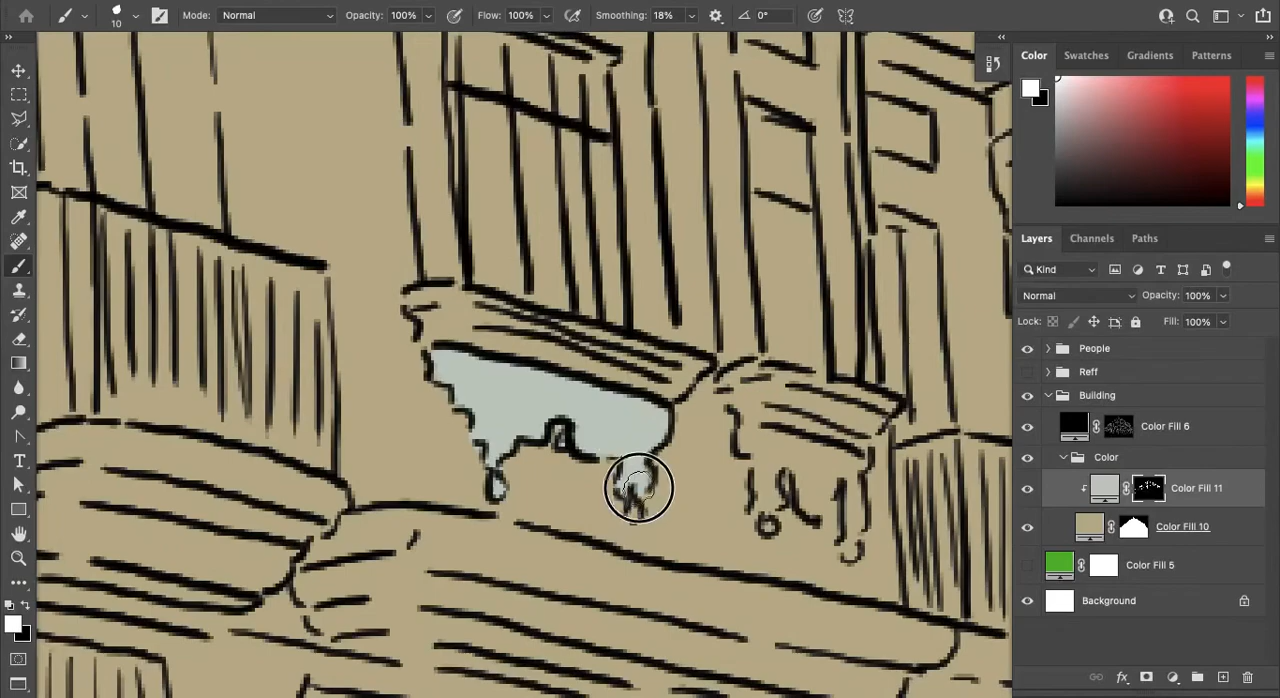 10 Mode: Normal Opacity: 100% Flow: 100% Smoothing: 18% 0°
Color Swatches Gradients Patterns
Layers Channels Paths
Kind
Normal Opacity: 100%
Lock: Fill: 100%
People
Reff
Building
Color Fill 6
Color
Color Fill 11
Color Fill 10
Color Fill 5
Background